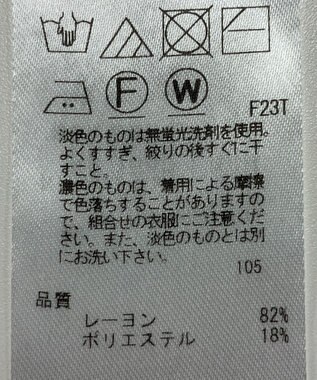 F W
F23T
淡色のものは無蛍光洗剤を使用。
よくすすぎ、絞りの後すぐに干
すこと。
濃色のものは、着用による摩擦
で色落ちすることがありますの
で、組合せの衣服にご注意くだ
さい。また、淡色のものとは別
にお洗い下さい。
105
品質
レーヨン 82%
ポリエステル 18%